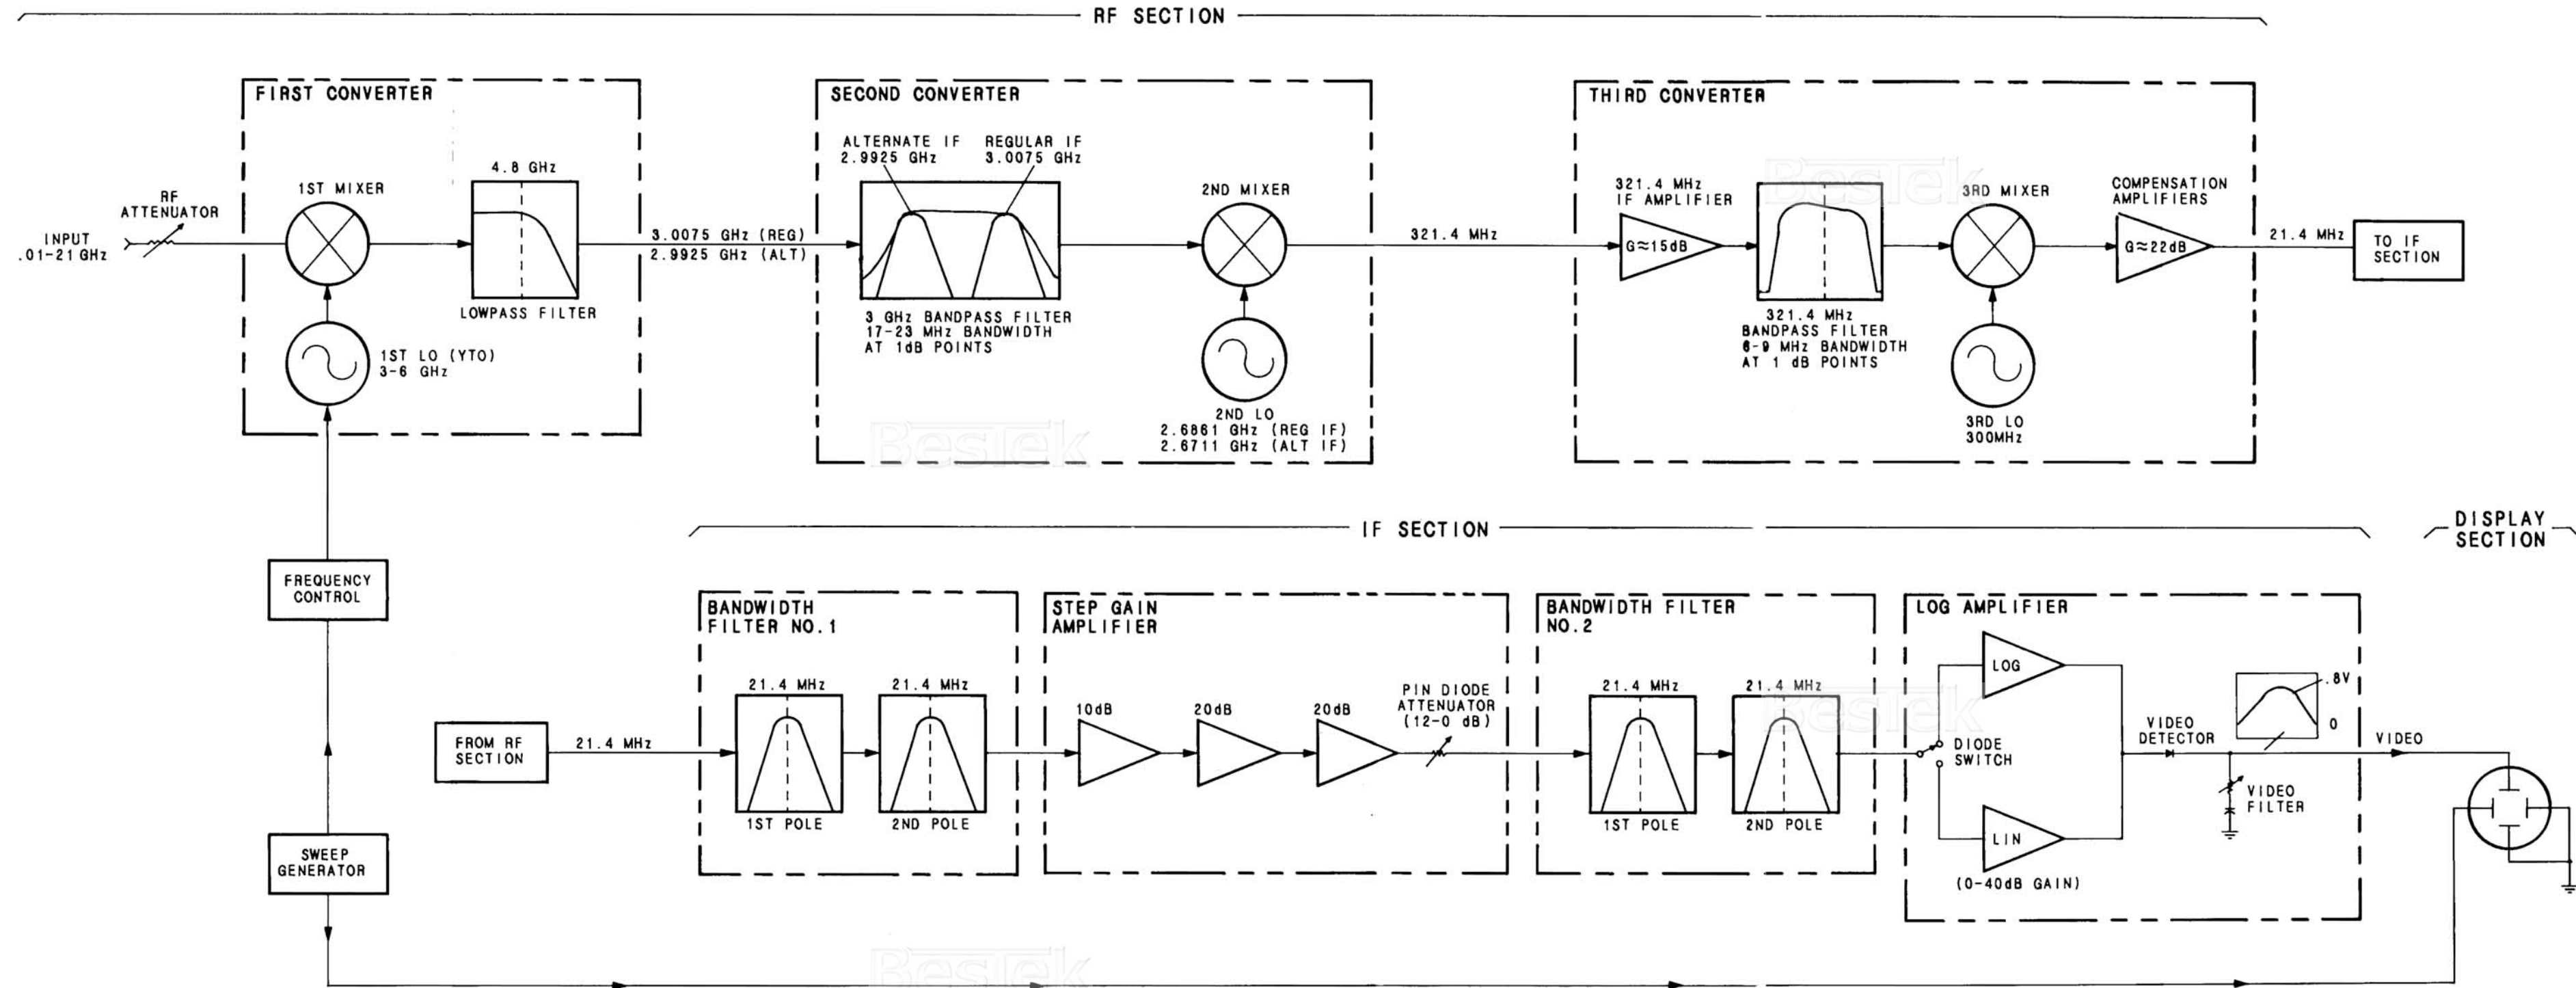 RF SECTION
FIRST CONVERTER
SECOND CONVERTER
THIRD CONVERTER
INPUT
.01-21 GHz
RF
ATTENUATOR
1ST MIXER
1ST LO (YTO)
3-6 GHz
4.8 GHz
LOWPASS FILTER
3.0075 GHz (REG)
2.9925 GHz (ALT)
ALTERNATE IF
2.9925 GHz
REGULAR IF
3.0075 GHz
3 GHz BANDPASS FILTER
17-23 MHz BANDWIDTH
AT 1dB POINTS
2ND MIXER
2ND LO
2.6861 GHz (REG IF)
2.6711 GHz (ALT IF)
321.4 MHz
321.4 MHz
IF AMPLIFIER
G≈15dB
321.4 MHz
BANDPASS FILTER
6-9 MHz BANDWIDTH
AT 1 dB POINTS
3RD MIXER
3RD LO
300MHz
COMPENSATION
AMPLIFIERS
G≈22dB
21.4 MHz
TO IF
SECTION
BesTek
BesTek
IF SECTION
DISPLAY
SECTION
FREQUENCY
CONTROL
SWEEP
GENERATOR
FROM RF
SECTION
21.4 MHz
BANDWIDTH
FILTER NO.1
21.4 MHz
1ST POLE
21.4 MHz
2ND POLE
STEP GAIN
AMPLIFIER
10dB
20dB
20dB
PIN DIODE
ATTENUATOR
(12-0 dB)
BANDWIDTH FILTER
NO.2
21.4 MHz
1ST POLE
21.4 MHz
2ND POLE
LOG AMPLIFIER
LOG
DIODE
SWITCH
LIN
(0-40dB GAIN)
VIDEO
DETECTOR
.8V
0
VIDEO
FILTER
VIDEO
BesTek
BesTek